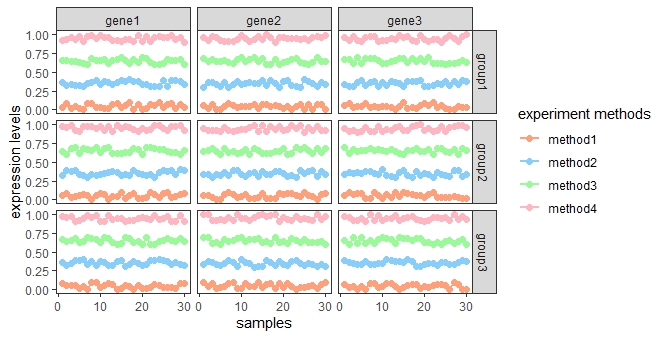 gene1 gene2 gene3
expression levels
1.00
0.75
0.50
0.25
0.00
group1
1.00
0.75
0.50
0.25
0.00
group2
1.00
0.75
0.50
0.25
0.00
group3
0 10 20 30 0 10 20 30 0 10 20 30
samples
experiment methods
method1
method2
method3
method4